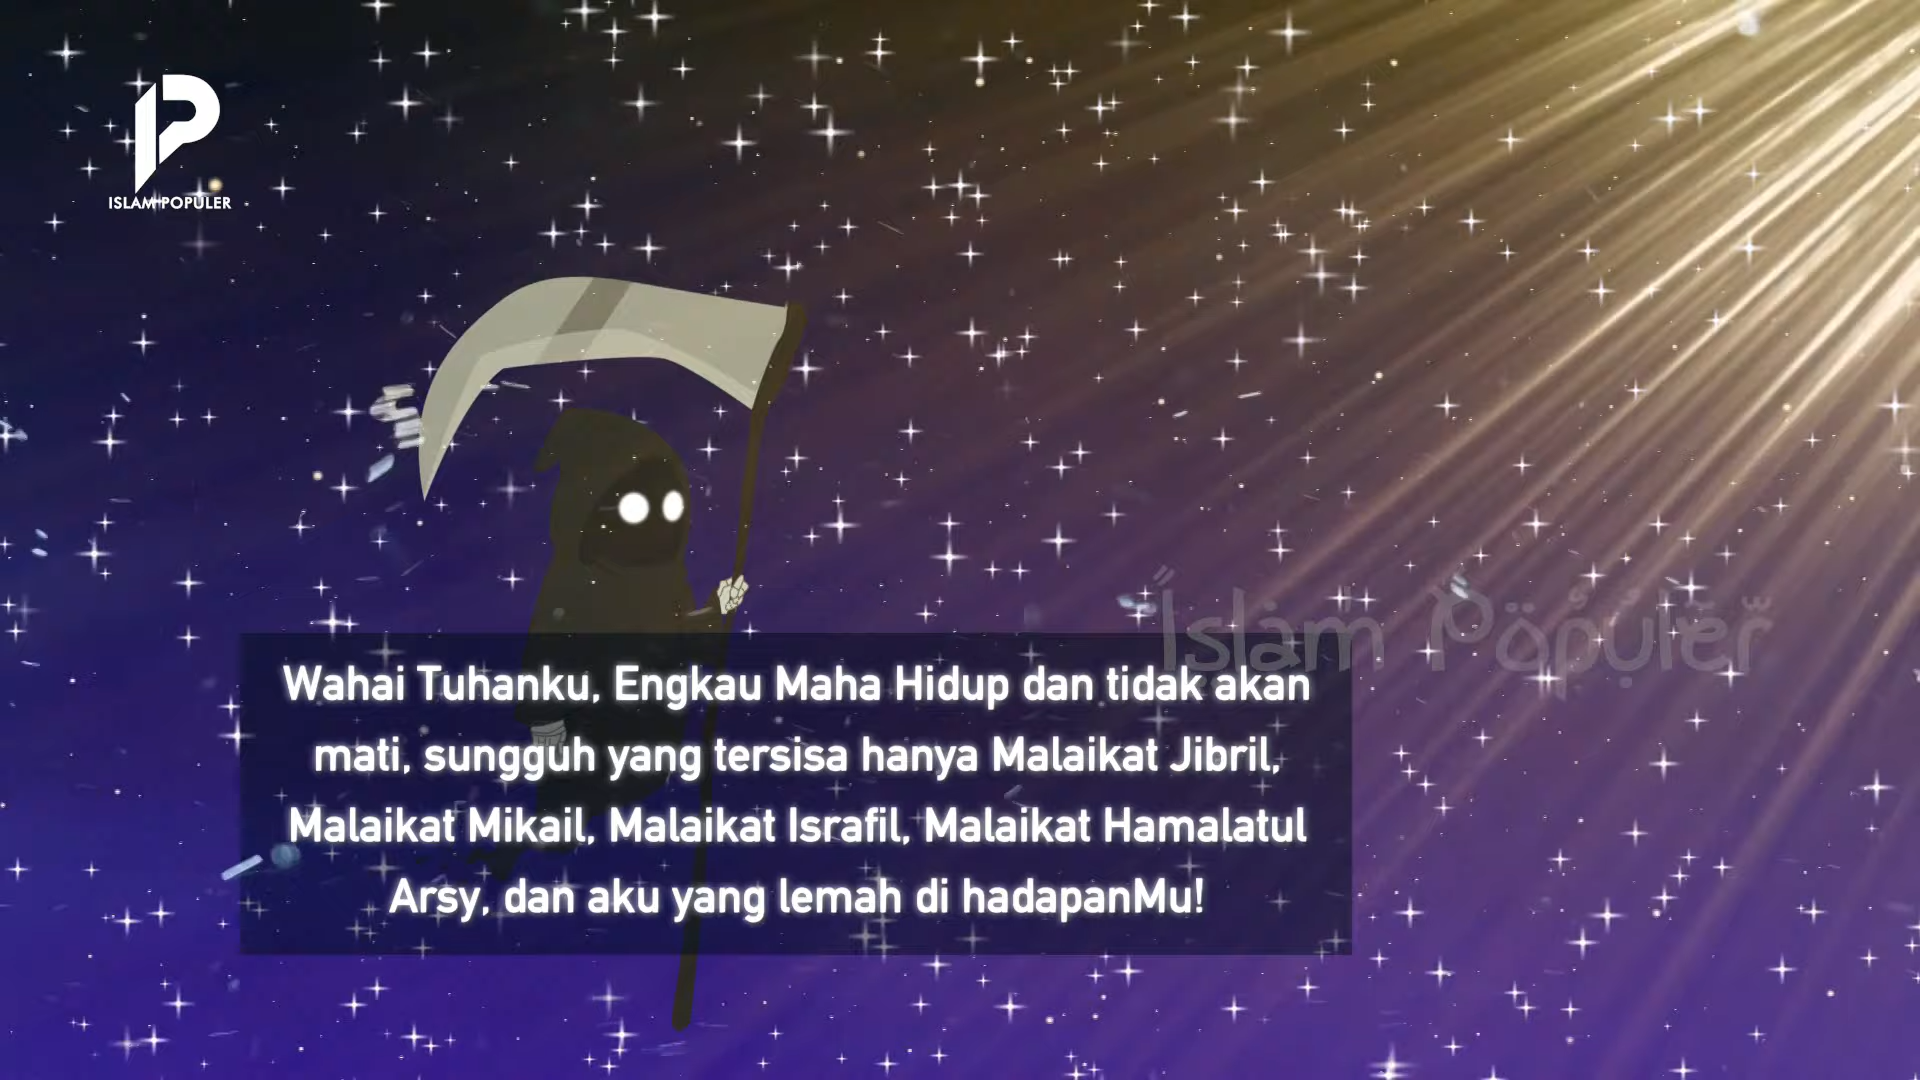 ISLAM POPULER
Islam Populer
Wahai Tuhanku, Engkau Maha Hidup dan tidak akan
mati, sungguh yang tersisa hanya Malaikat Jibril,
Malaikat Mikail, Malaikat Israfil, Malaikat Hamalatul
Arsy, dan aku yang lemah di hadapanMu!